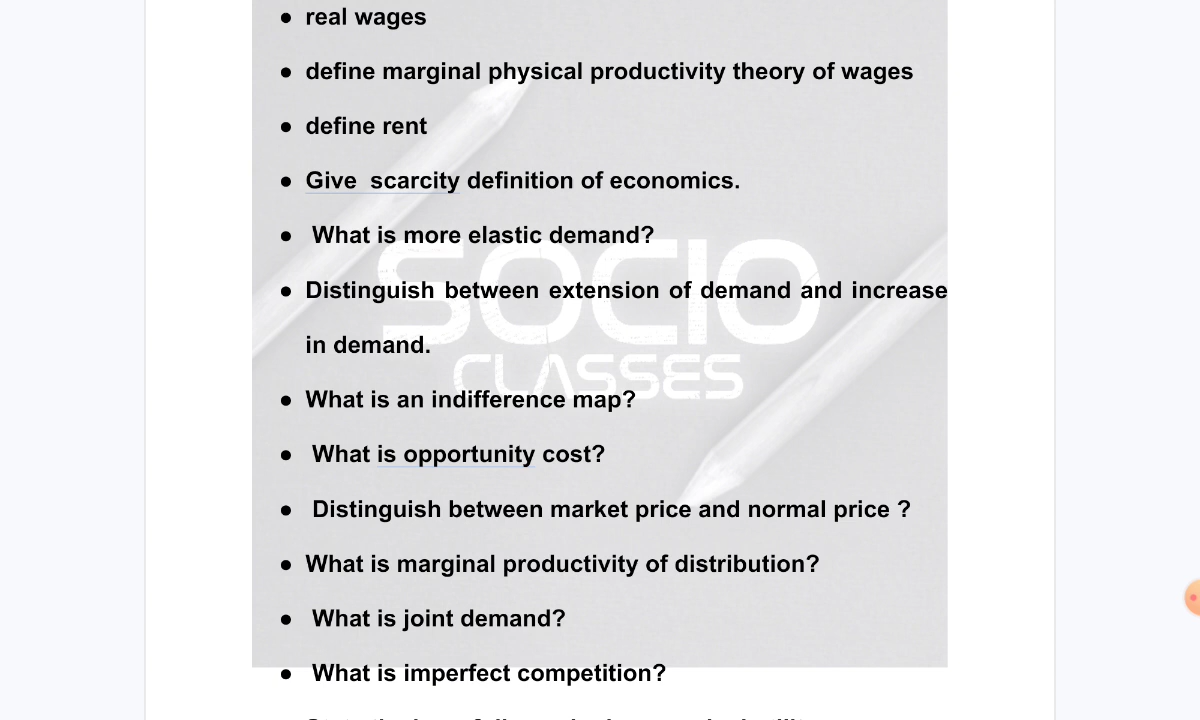 ● real wages
● define marginal physical productivity theory of wages
● define rent
● Give  scarcity definition of economics.
● What is more elastic demand?
● Distinguish between extension of demand and increase
in demand.
● What is an indifference map?
● What is opportunity cost?
● Distinguish between market price and normal price ?
● What is marginal productivity of distribution?
● What is joint demand?
● What is imperfect competition?
SOCIO
CLASSES